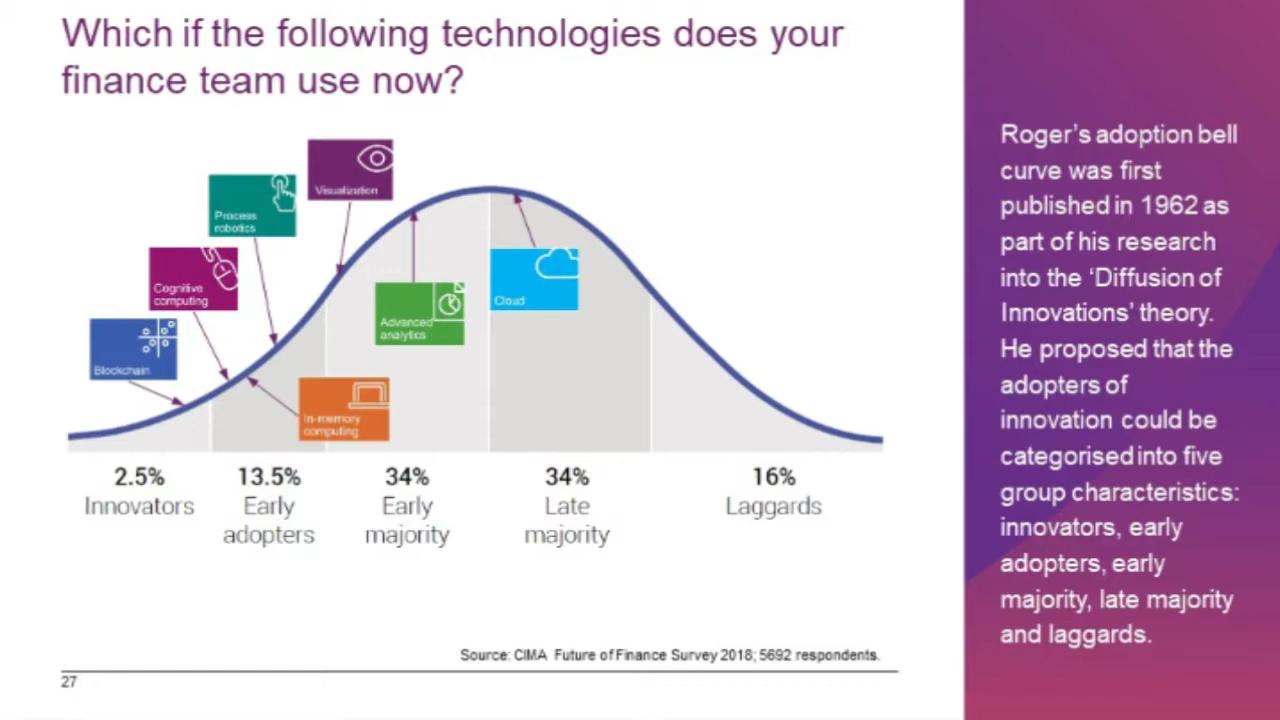 Which if the following technologies does your
finance team use now?
Visualization
Process
robotics
Cognitive
computing
Blockchain
Advanced
analytics
Cloud
In-memory
computing
2.5%
Innovators
13.5%
Early
adopters
34%
Early
majority
34%
Late
majority
16%
Laggards
Source: CIMA Future of Finance Survey 2018; 5692 respondents.
27
Roger's adoption bell
curve was first
published in 1962 as
part of his research
into the ‘Diffusion of
Innovations’ theory.
He proposed that the
adopters of
innovation could be
categorised into five
group characteristics:
innovators, early
adopters, early
majority, late majority
and laggards.